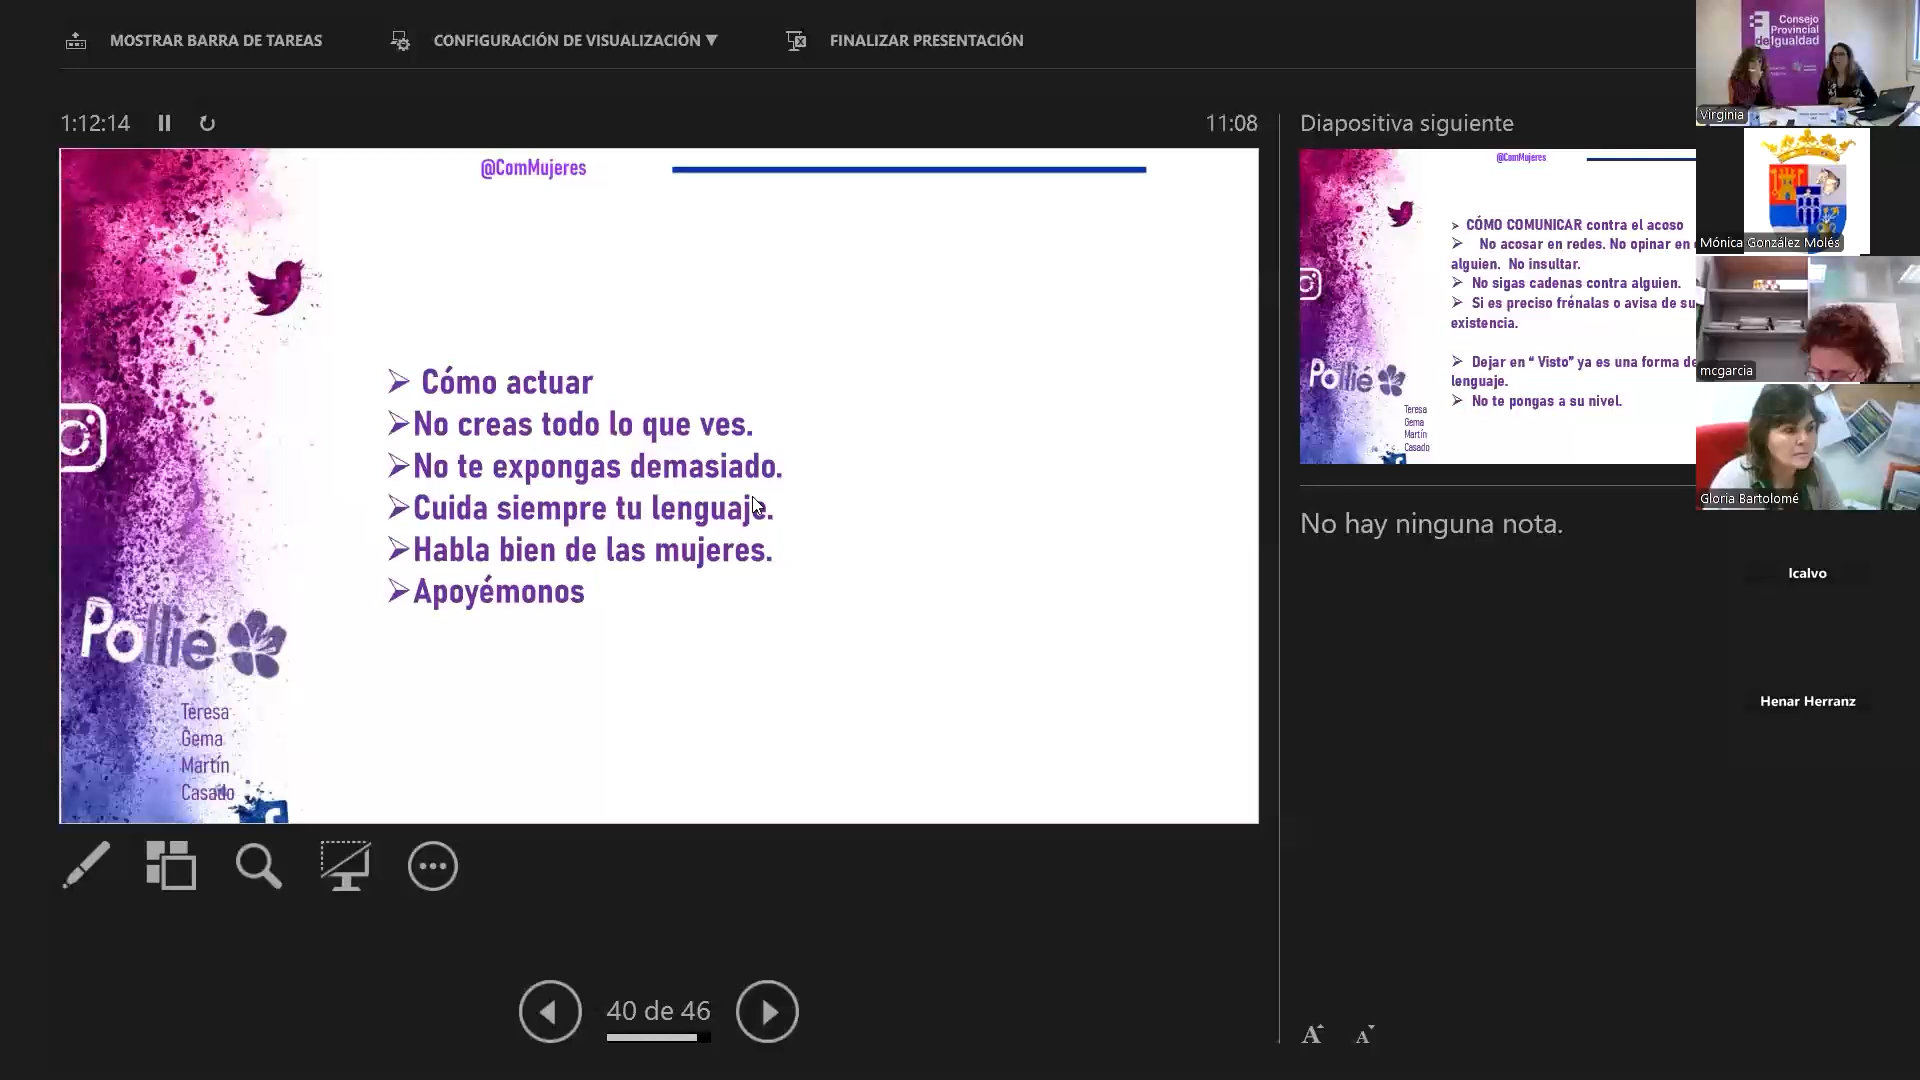 MOSTRAR BARRA DE TAREAS
CONFIGURACIÓN DE VISUALIZACIÓN ▼
FINALIZAR PRESENTACIÓN
1:12:14
11:08
@ComMujeres
➢ Cómo actuar
➢No creas todo lo que ves.
➢No te expongas demasiado.
➢Cuida siempre tu lenguaje.
➢Habla bien de las mujeres.
➢Apoyémonos
Pollié
Teresa
Gema
Martín
Casado
40 de 46
Diapositiva siguiente
@ComMujeres
➢ CÓMO COMUNICAR contra el acoso
➢ No acosar en redes. No opinar en
alguien. No insultar.
➢ No sigas cadenas contra alguien.
➢ Si es preciso frénalas o avisa de su
existencia.
➢ Dejar en “ Visto” ya es una forma de
lenguaje.
➢ No te pongas a su nivel.
Pollié
Teresa
Gema
Martín
Casado
No hay ninguna nota.
Consejo
Provincial
deIgualdad
Virginia
Mónica González Molés
mcgarcia
Gloria Bartolomé
lcalvo
Henar Herranz